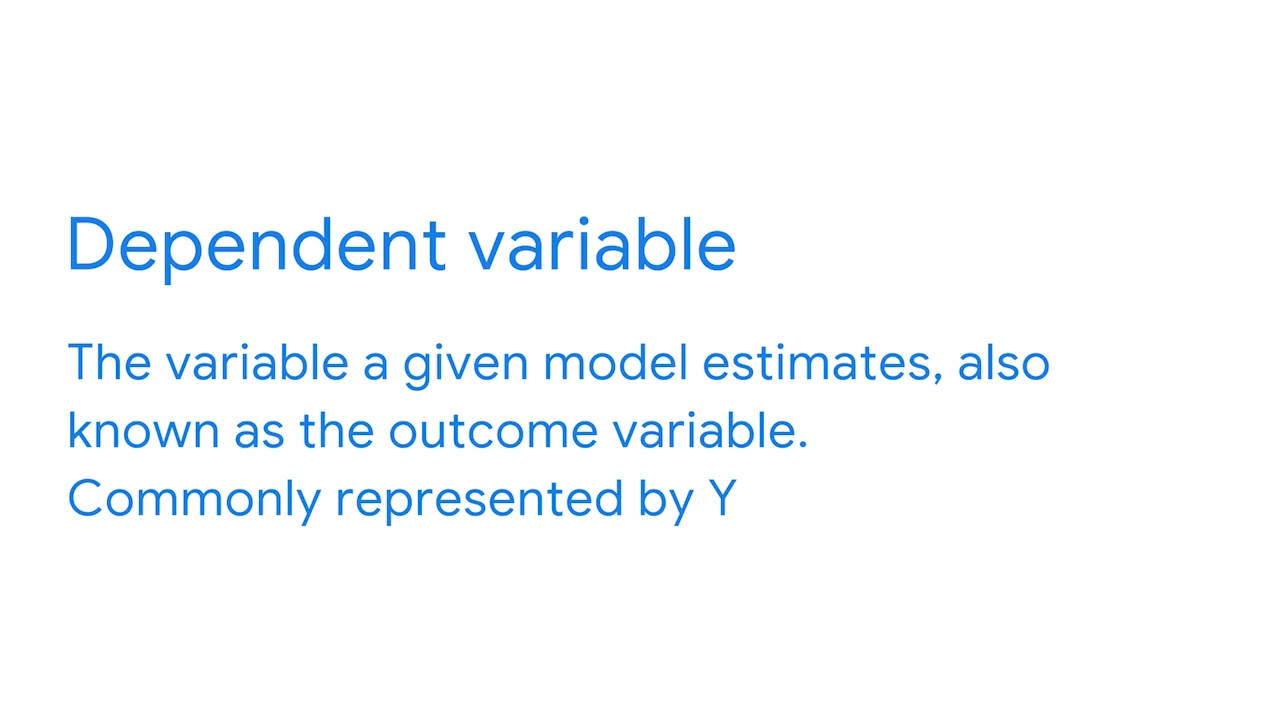 Dependent variable
The variable a given model estimates, also
known as the outcome variable.
Commonly represented by Y